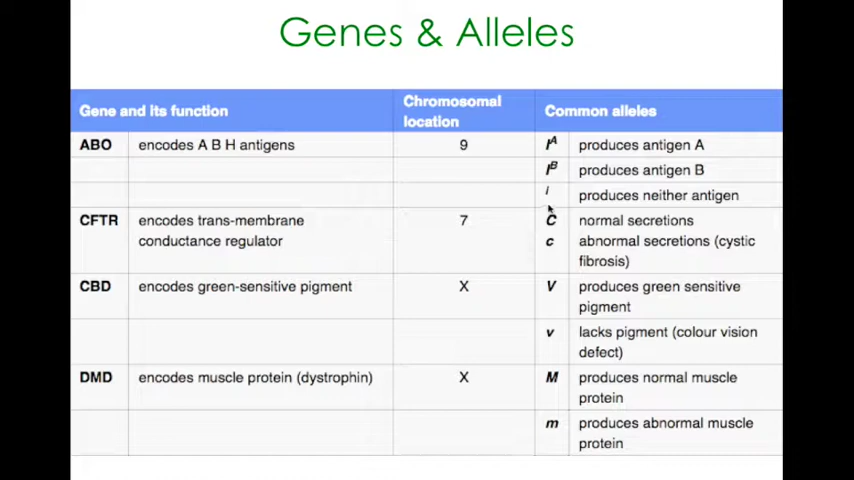 Genes & Alleles
Gene and its function
Chromosomal
location
Common alleles
ABO encodes A B H antigens 9 I^A produces antigen A
I^B produces antigen B
i produces neither antigen
CFTR encodes trans-membrane 7 C normal secretions
conductance regulator c abnormal secretions (cystic
fibrosis)
CBD encodes green-sensitive pigment X V produces green sensitive
pigment
v lacks pigment (colour vision
defect)
DMD encodes muscle protein (dystrophin) X M produces normal muscle
protein
m produces abnormal muscle
protein